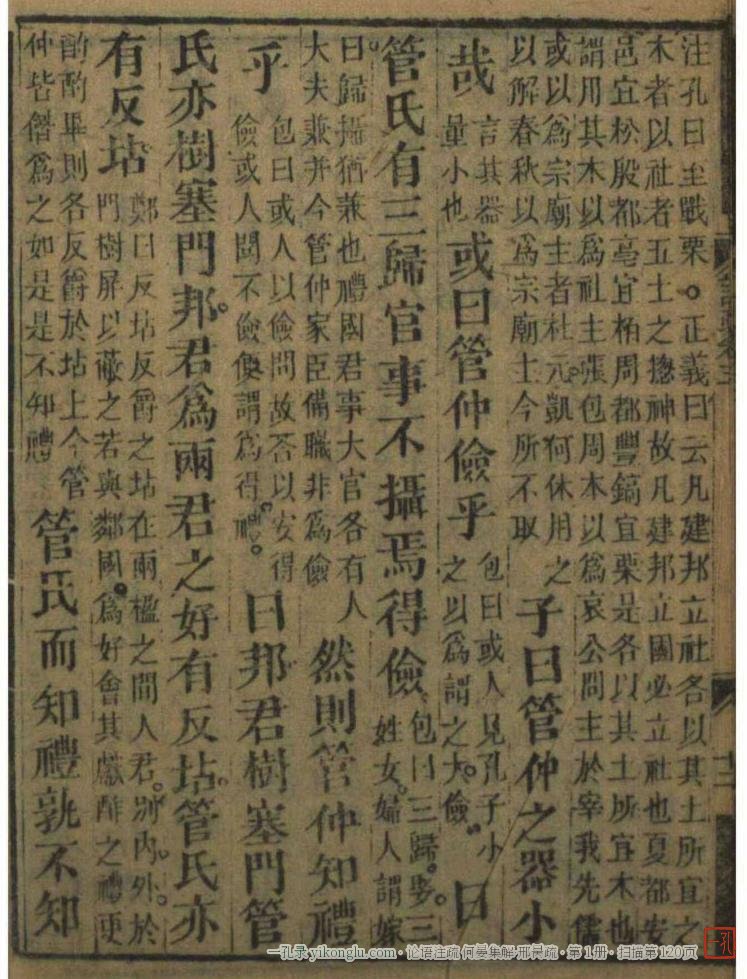 注孔曰至戰栗○正義曰云凡建邦立社各以其土所宜之
木者以社者五土之揔神故凡建邦立國必立社也夏都安
邑宜松殷都亳宜栢周都豐鎬宜栗是各以其土所宜木也
謂用其木以爲社主張包周本以爲哀公問主於宰我先儒
或以爲宗廟主者杜元凱何休用之
以解春秋以爲宗廟主今所不取
子曰管仲之器小
哉
言其器
量小也
或曰管仲儉乎
包曰或人見孔子小
之以爲謂之大儉
曰
管氏有三歸官事不攝焉得儉
包曰三歸娶三
姓女婦人謂嫁
曰歸攝猶兼也禮國君事大官各有人
大夫兼并今管仲家臣備職非爲儉
然則管仲知禮
乎
包曰或人以儉問故荅以安得
儉或人聞不儉便謂爲得禮
曰邦君樹塞門管
氏亦樹塞門邦君爲兩君之好有反坫管氏亦
有反坫
鄭曰反坫反爵之坫在兩楹之間人君別内外於
門樹屏以蔽之若與鄰國爲好會其獻酢之禮更
酌酌畢則各反爵於坫上今管
仲皆僭爲之如是是不知禮
管氏而知禮孰不知
十二
一孔录 yikonglu.com · 论语注疏 何晏集解 邢昺疏 · 第1册 · 扫描第120页